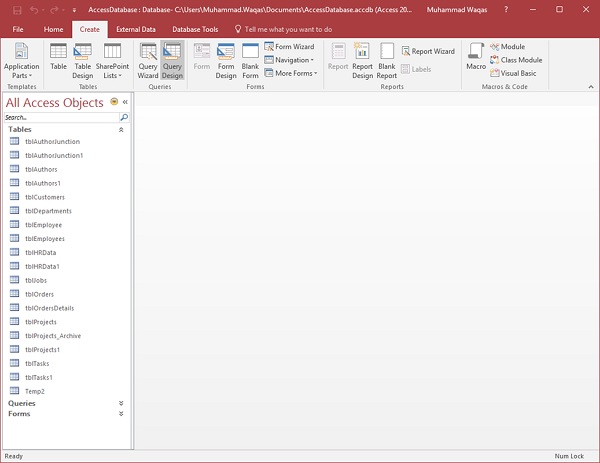 AccessDatabase : Database- C:\Users\Muhammad.Waqas\Documents\AccessDatabase.accdb (Access 20... Muhammad Waqas ?
File Home Create External Data Database Tools Tell me what you want to do
Application Parts Table Table Design SharePoint Lists Query Wizard Query Design Form Form Design Blank Form Form Wizard Navigation More Forms Report Report Design Blank Report Report Wizard Labels Macro Module Class Module Visual Basic
Templates Tables Queries Forms Reports Macros & Code
All Access Objects
Search...
Tables
tblAuthorJunction
tblAuthorJunction1
tblAuthors
tblAuthors1
tblCustomers
tblDepartments
tblEmployee
tblEmployees
tblHRData
tblHRData1
tblJobs
tblOrders
tblOrdersDetails
tblProjects
tblProjects_Archive
tblProjects1
tblTasks
tblTasks1
Temp2
Queries
Forms
Ready Num Lock